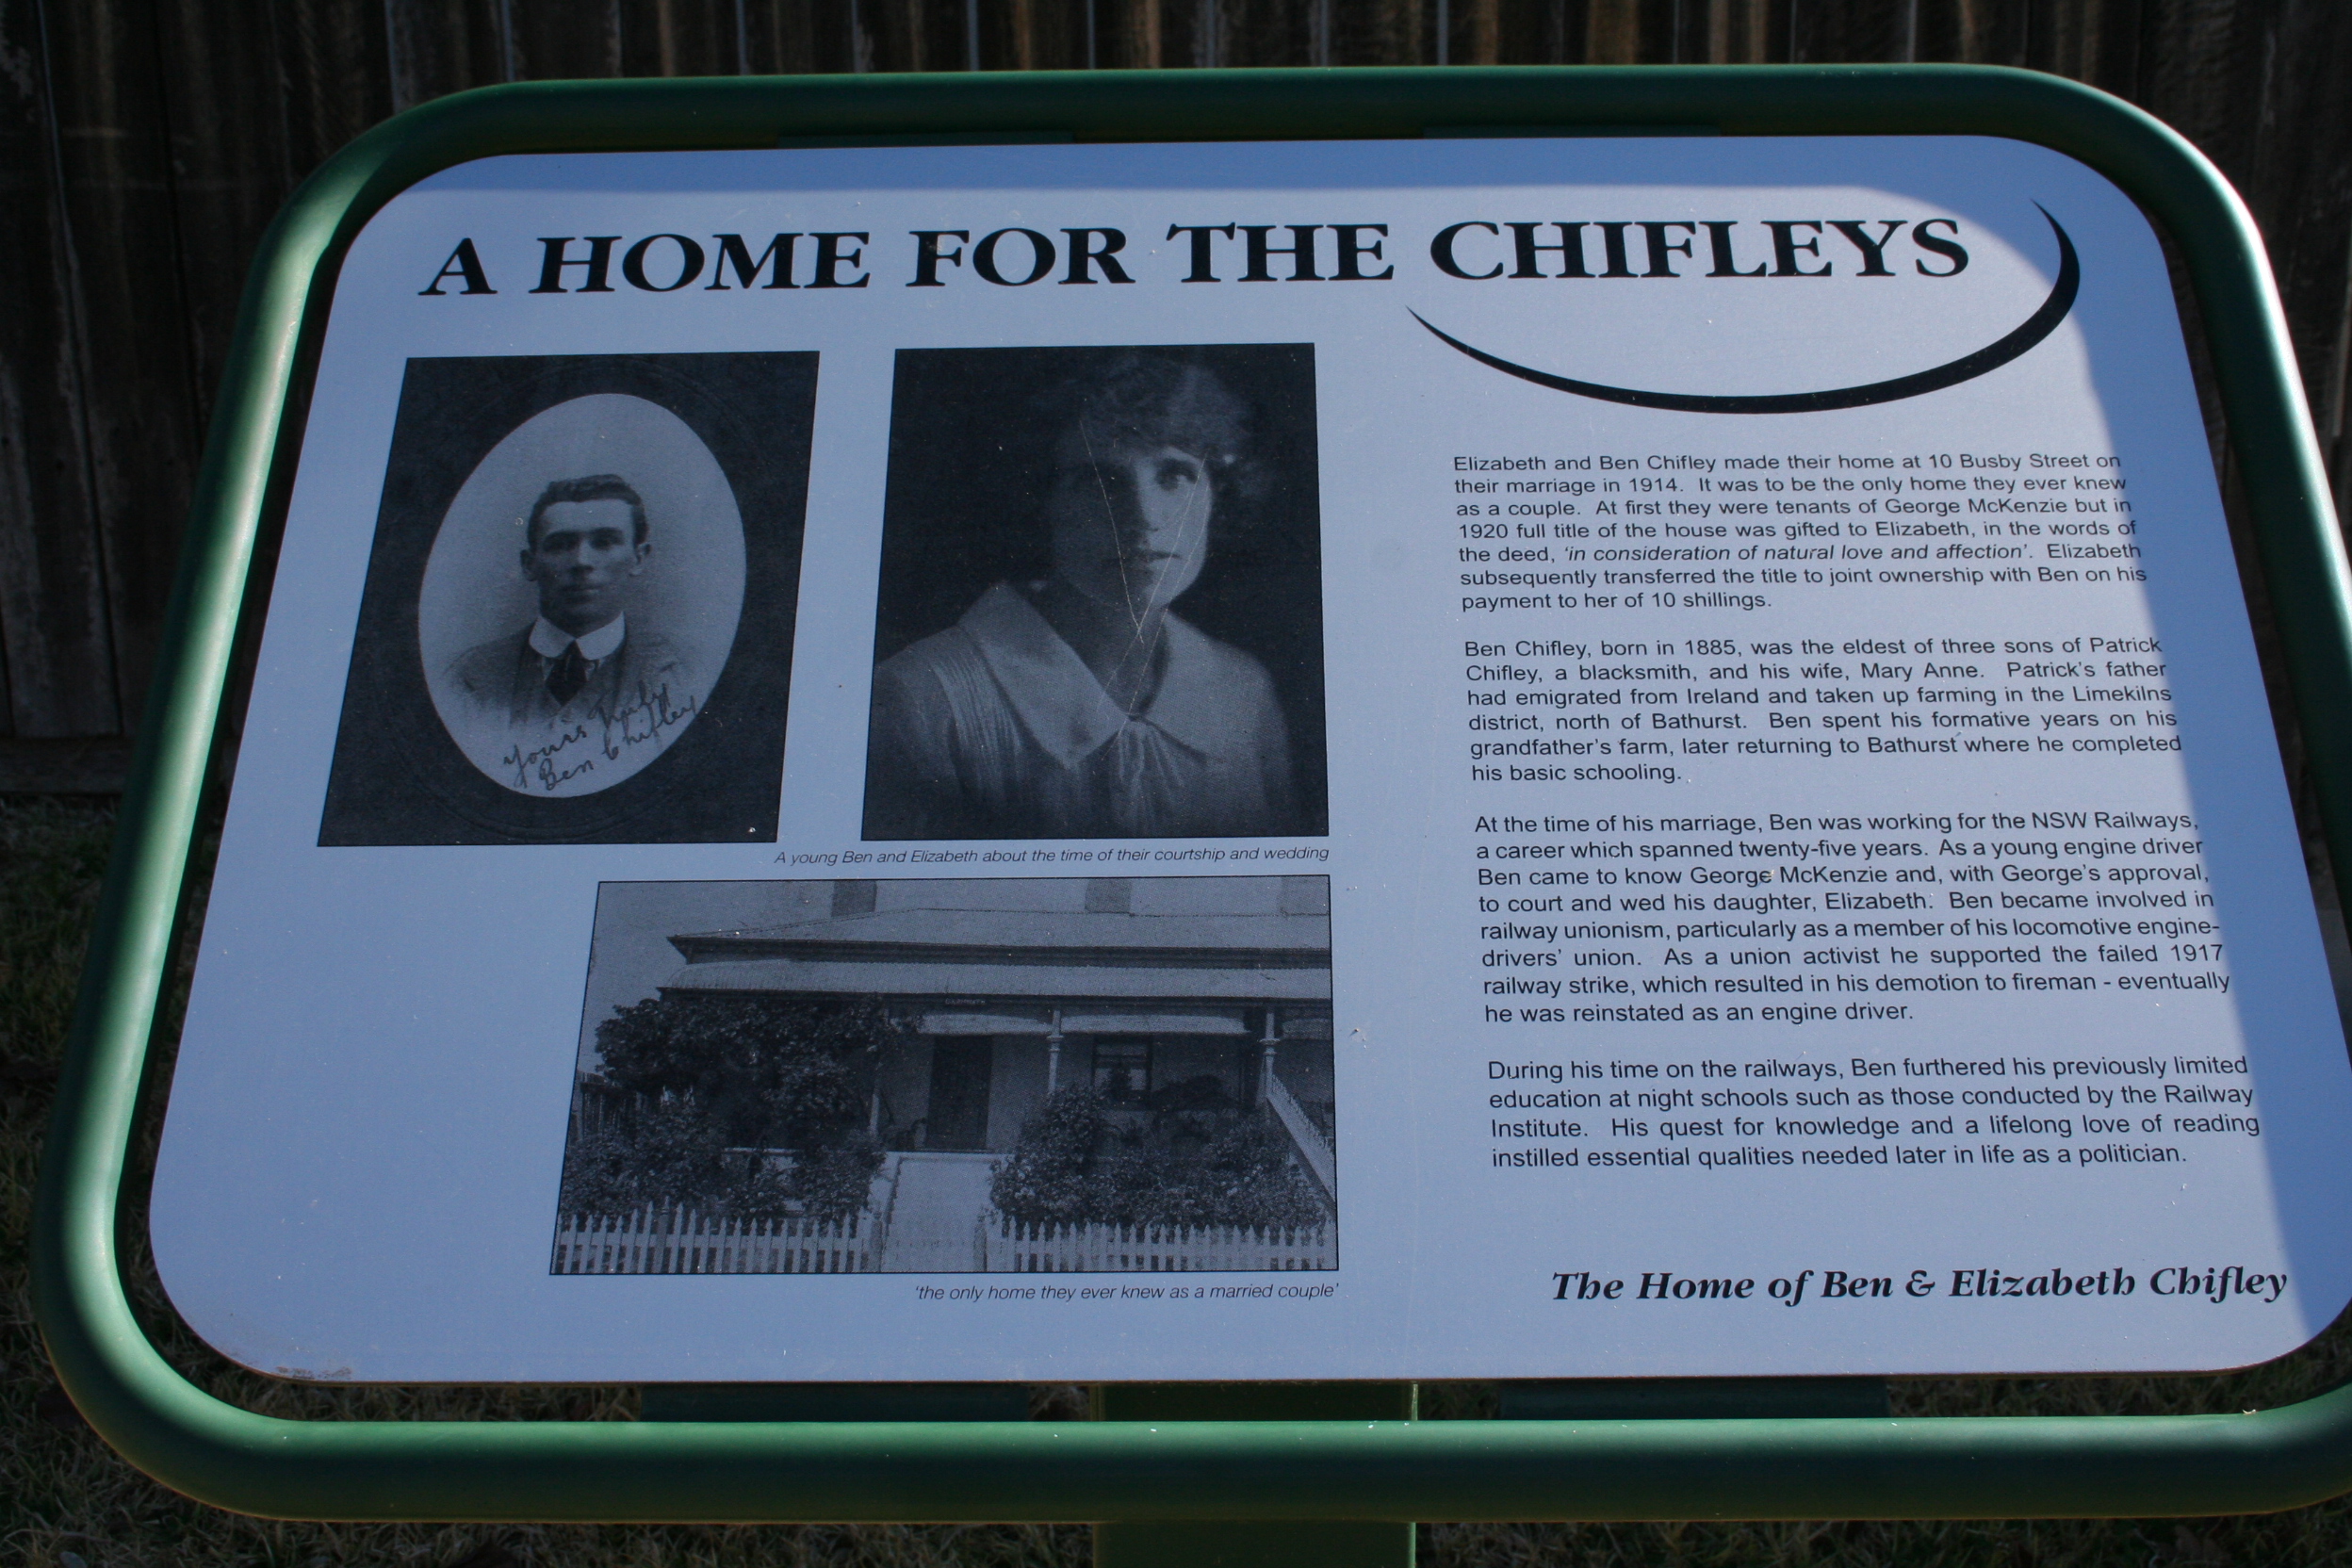 A HOME FOR THE CHIFLEYS
Yours truly
Ben Chifley
A young Ben and Elizabeth about the time of their courtship and wedding
'the only home they ever knew as a married couple'
Elizabeth and Ben Chifley made their home at 10 Busby Street on
their marriage in 1914. It was to be the only home they ever knew
as a couple. At first they were tenants of George McKenzie but in
1920 full title of the house was gifted to Elizabeth, in the words of
the deed, 'in consideration of natural love and affection'. Elizabeth
subsequently transferred the title to joint ownership with Ben on his
payment to her of 10 shillings.
Ben Chifley, born in 1885, was the eldest of three sons of Patrick
Chifley, a blacksmith, and his wife, Mary Anne. Patrick's father
had emigrated from Ireland and taken up farming in the Limekilns
district, north of Bathurst. Ben spent his formative years on his
grandfather's farm, later returning to Bathurst where he completed
his basic schooling.
At the time of his marriage, Ben was working for the NSW Railways,
a career which spanned twenty-five years. As a young engine driver
Ben came to know George McKenzie and, with George's approval,
to court and wed his daughter, Elizabeth. Ben became involved in
railway unionism, particularly as a member of his locomotive engine-
drivers' union. As a union activist he supported the failed 1917
railway strike, which resulted in his demotion to fireman - eventually
he was reinstated as an engine driver.
During his time on the railways, Ben furthered his previously limited
education at night schools such as those conducted by the Railway
Institute. His quest for knowledge and a lifelong love of reading
instilled essential qualities needed later in life as a politician.
The Home of Ben & Elizabeth Chifley